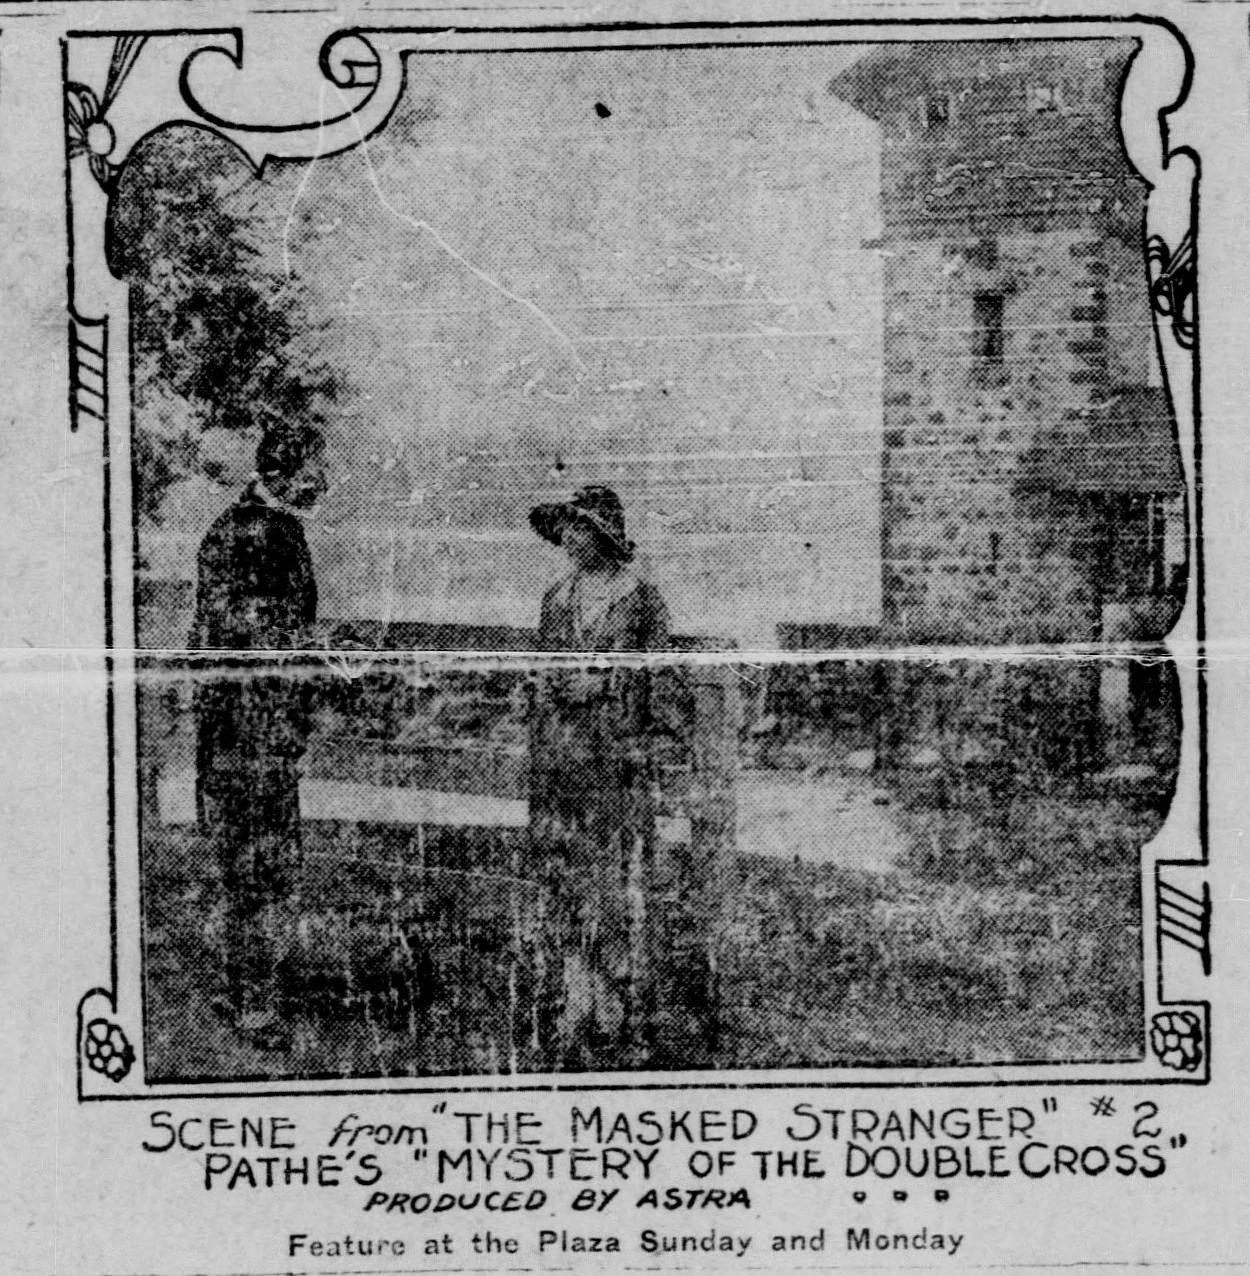 SCENE from "THE MASKED STRANGER" #2
PATHE'S "MYSTERY OF THE DOUBLE CROSS"
PRODUCED BY ASTRA
Feature at the Plaza Sunday and Monday